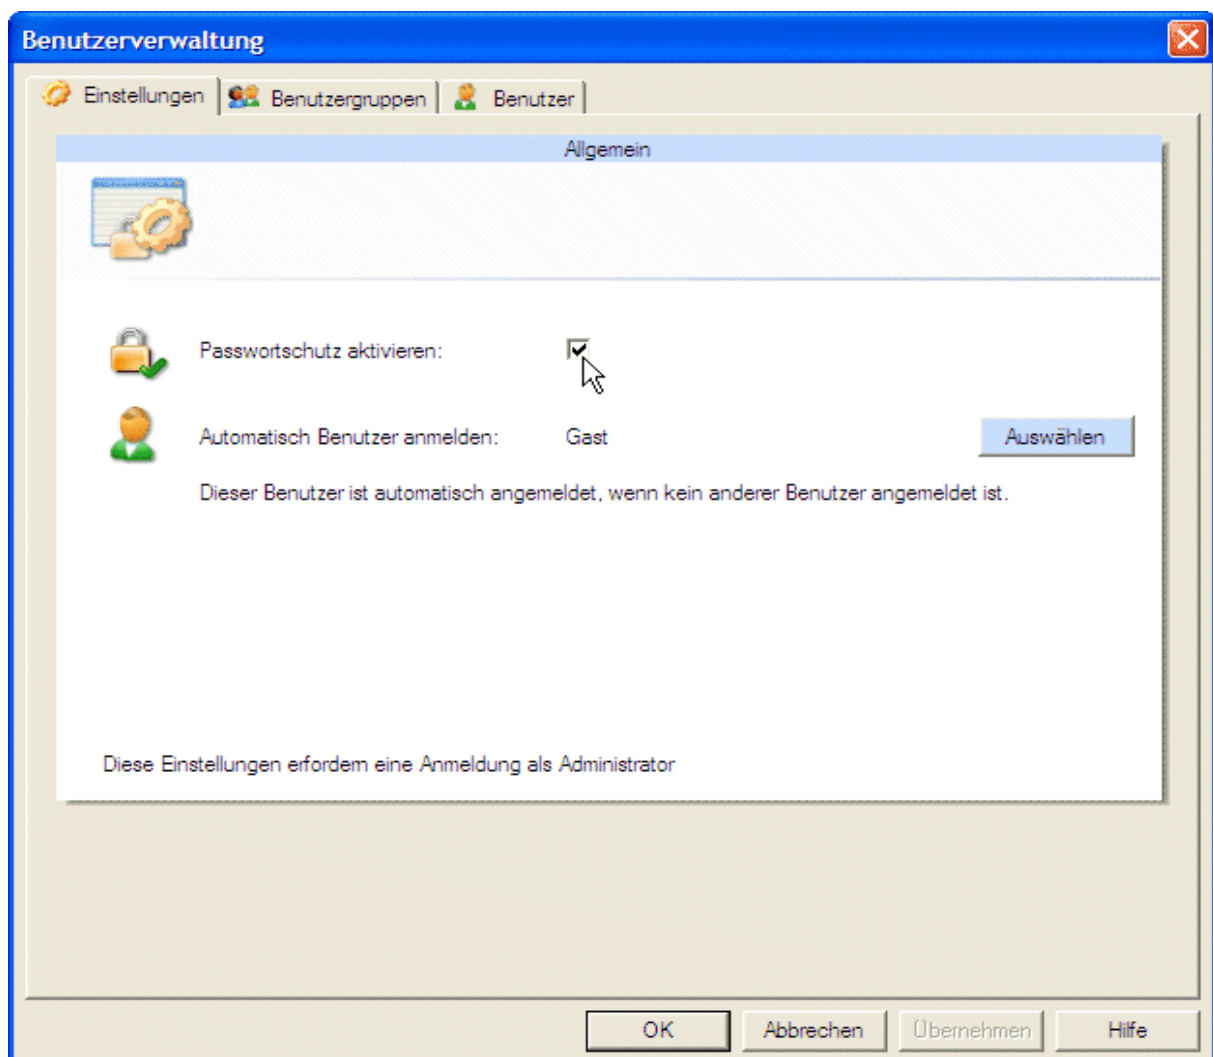 Benutzerverwaltung
Einstellungen Benutzergruppen Benutzer
Allgemein
Passwortschutz aktivieren:
Automatisch Benutzer anmelden: Gast Auswählen
Dieser Benutzer ist automatisch angemeldet, wenn kein anderer Benutzer angemeldet ist.
Diese Einstellungen erfordern eine Anmeldung als Administrator
OK Abbrechen Übernehmen Hilfe